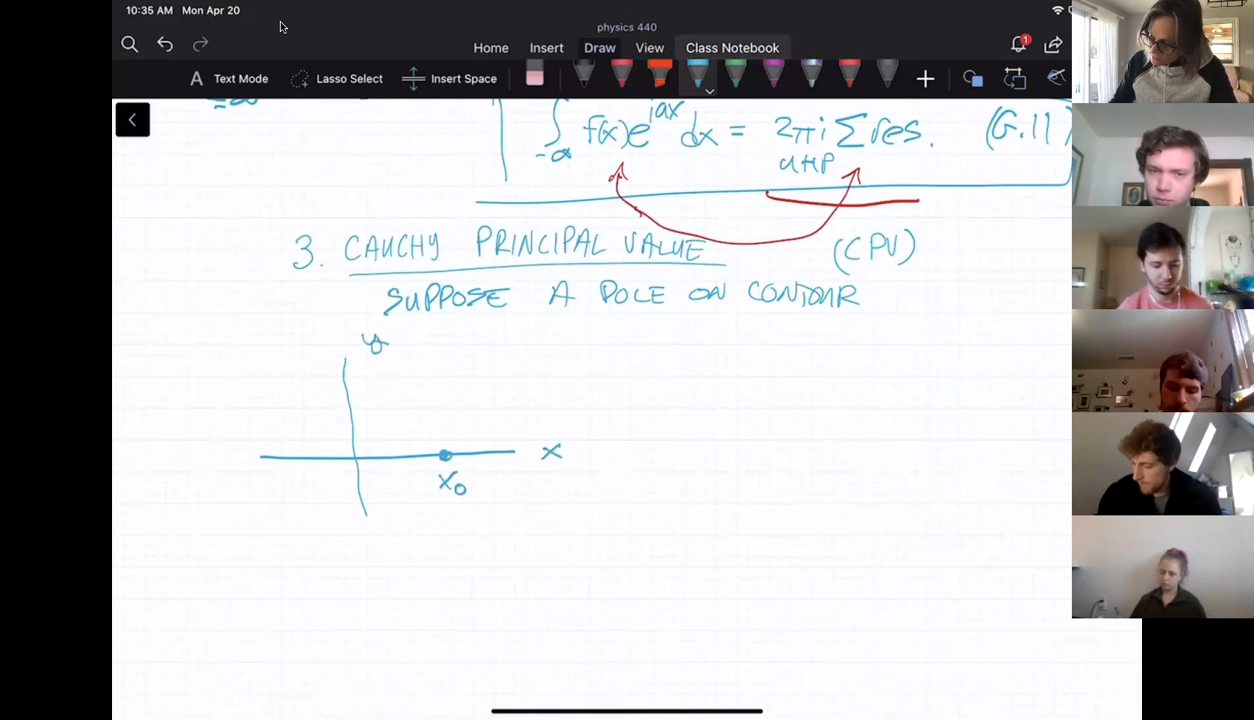 10:35 AM Mon Apr 20
physics 440
Home Insert Draw View Class Notebook
1
A Text Mode Lasso Select Insert Space
∫ f(x)e^{iax} dx = 2πi Σ res. (G.11)
-∞
UHP
3. CAUCHY PRINCIPAL VALUE (CPV)
SUPPOSE A POLE ON CONTOUR
y
x
x₀